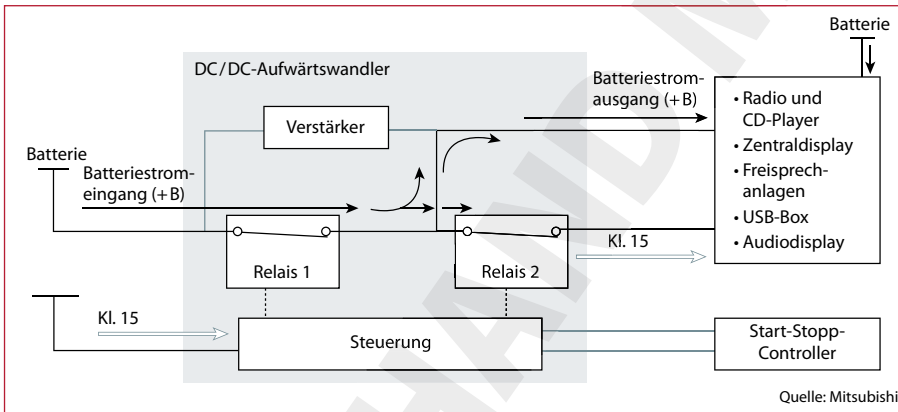 Batterie
DC/DC-Aufwärtswandler
Batteriestrom-
ausgang (+B)
• Radio und
CD-Player
• Zentraldisplay
• Freisprech-
anlagen
• USB-Box
• Audiodisplay
Verstärker
Batterie
Batteriestrom-
eingang (+B)
Relais 1
Relais 2
Kl. 15
Kl. 15
Steuerung
Start-Stopp-
Controller
Quelle: Mitsubishi